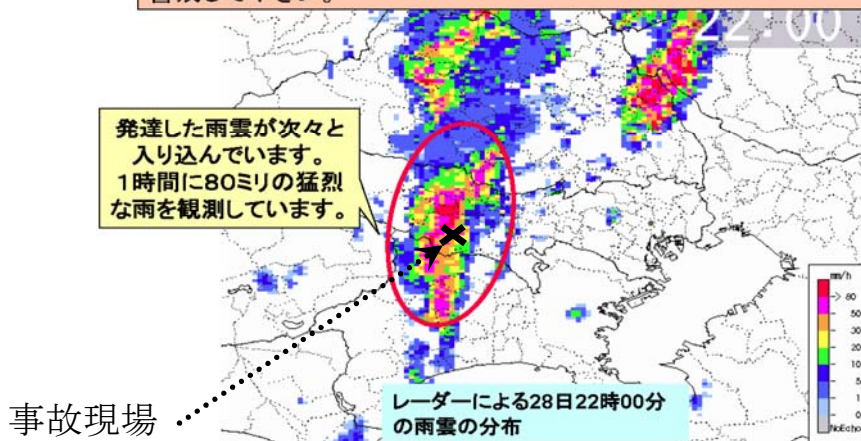 22:00
発達した雨雲が次々と
入り込んでいます。
1時間に80ミリの猛烈
な雨を観測しています。
mm/h
> 80
50
30
20
10
5
1
0
NoEcho
レーダーによる28日22時00分
の雨雲の分布
事故現場